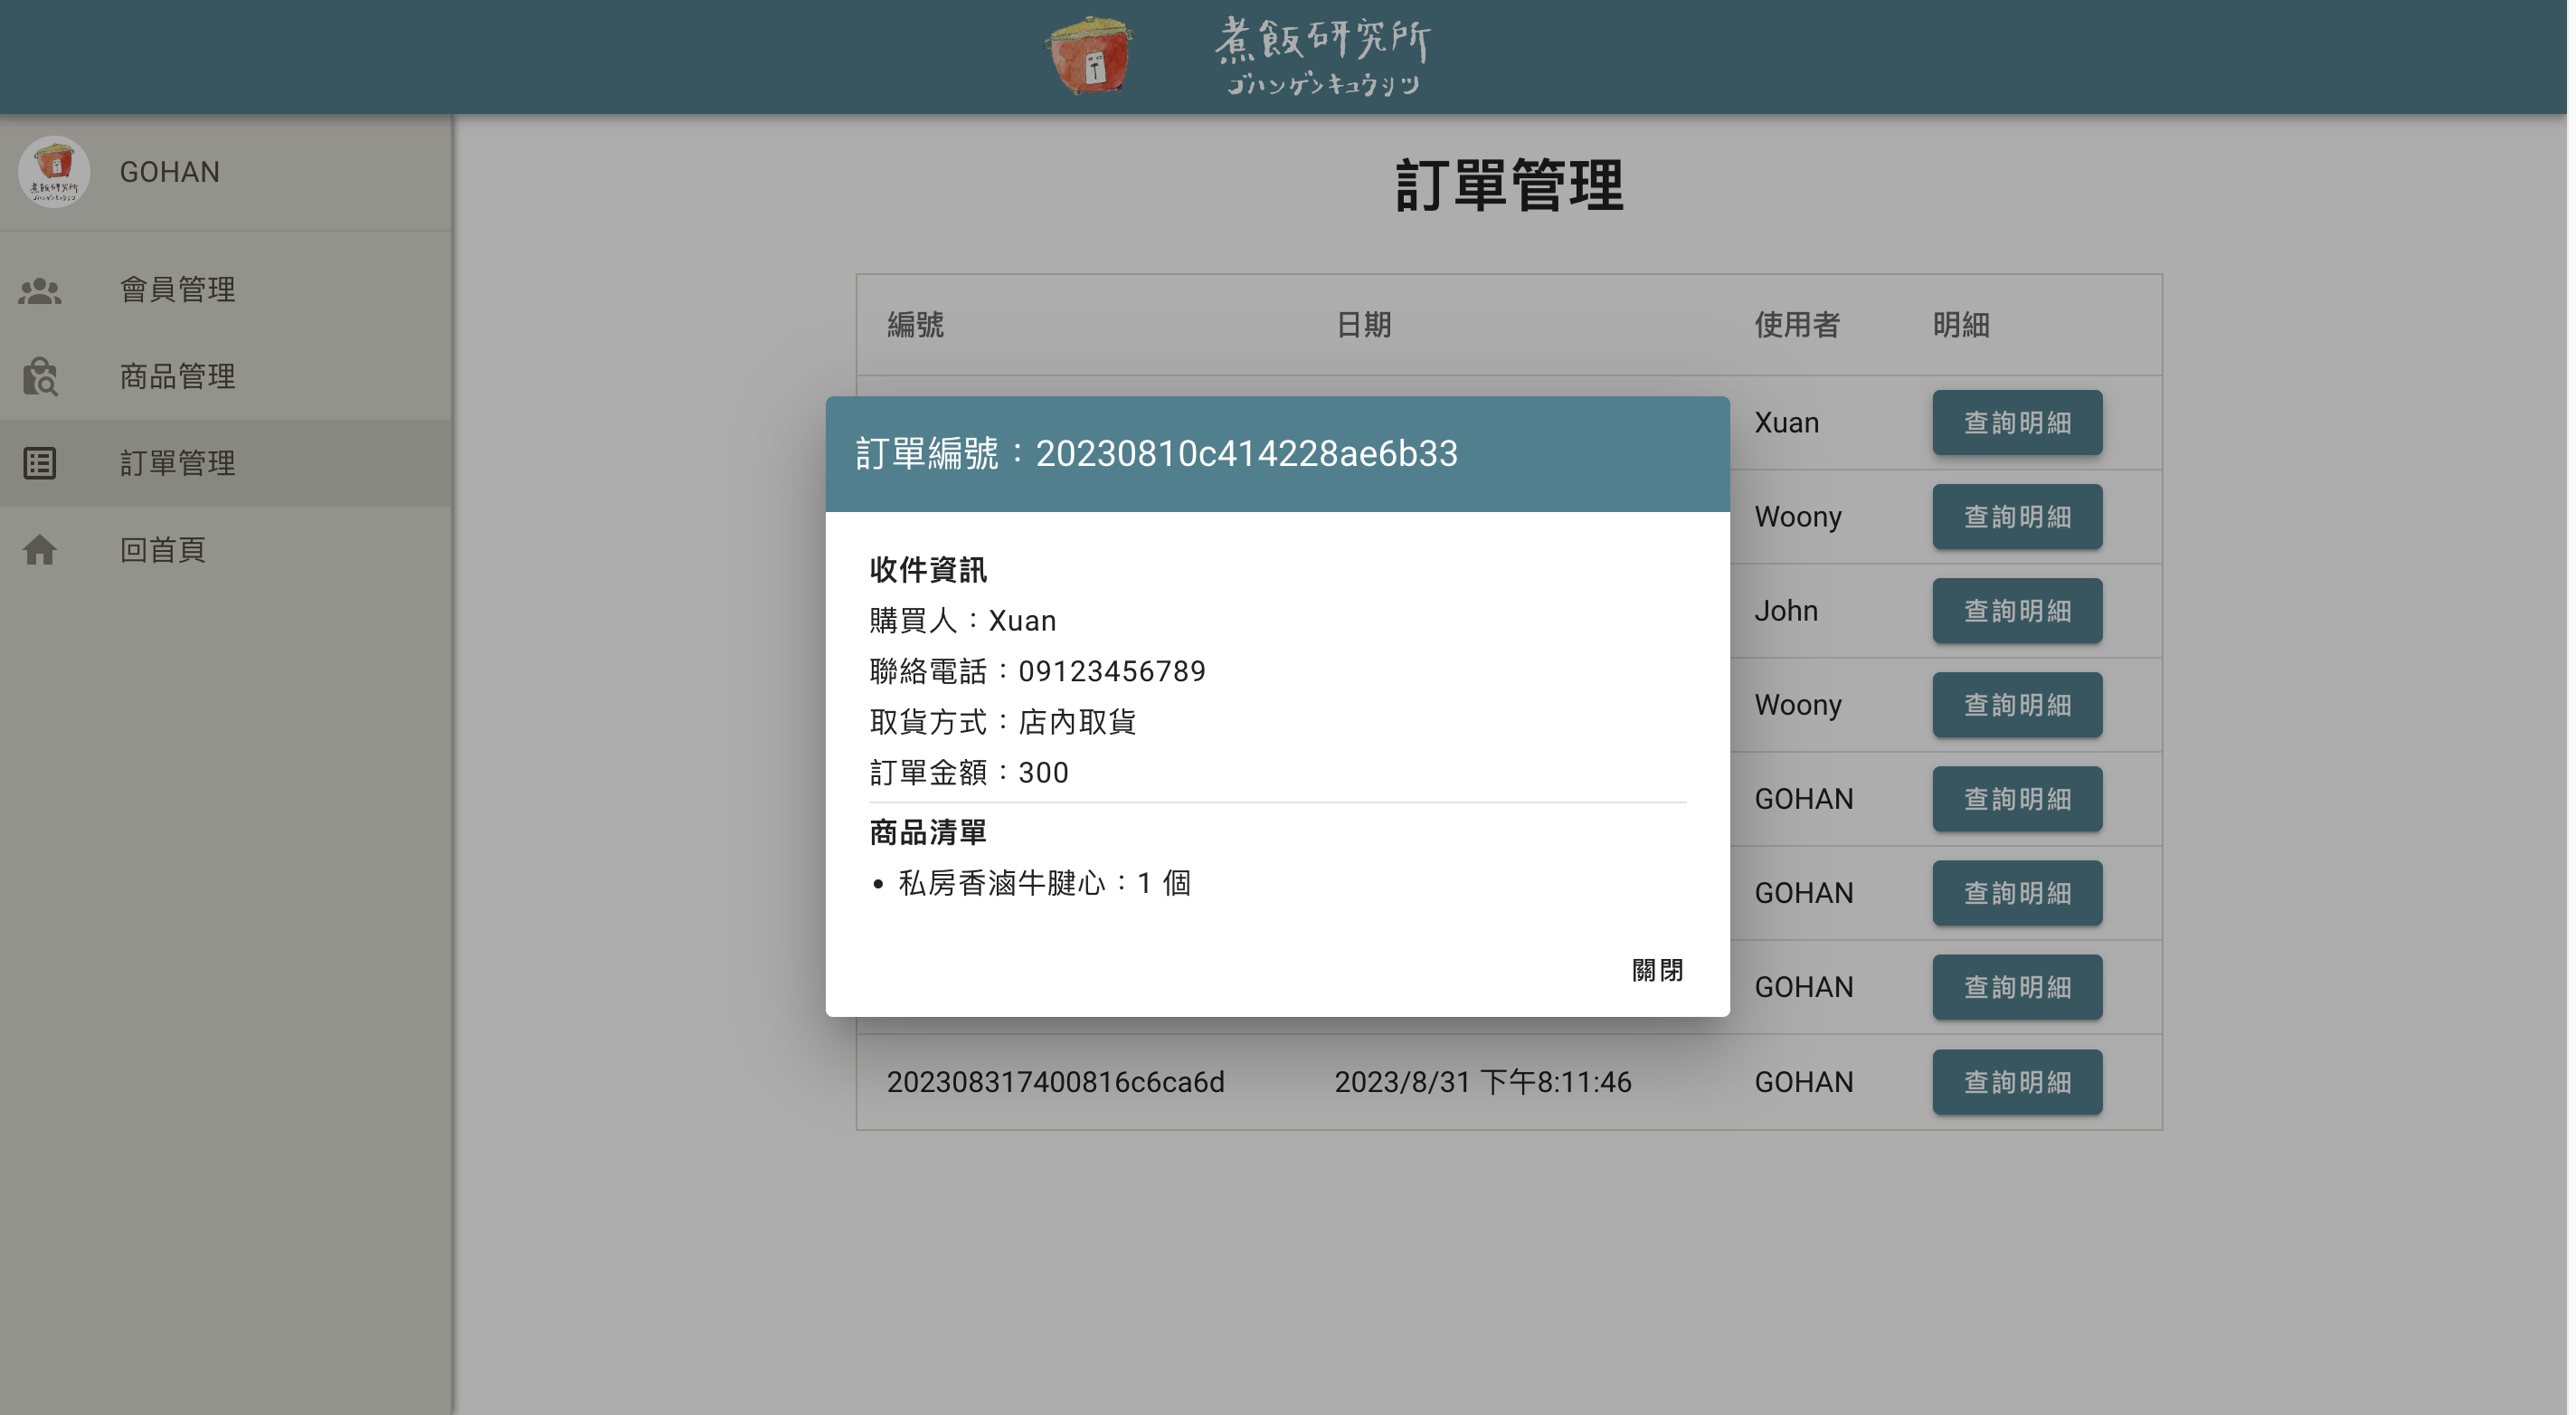 煮飯研究所
ゴハンゲンキュウジツ
GOHAN
會員管理
商品管理
訂單管理
回首頁
訂單管理
編號 日期 使用者 明細
Xuan 查詢明細
Woony 查詢明細
John 查詢明細
Woony 查詢明細
GOHAN 查詢明細
GOHAN 查詢明細
GOHAN 查詢明細
202308317400816c6ca6d 2023/8/31 下午8:11:46 GOHAN 查詢明細
訂單編號：20230810c414228ae6b33
收件資訊
購買人：Xuan
聯絡電話：09123456789
取貨方式：店內取貨
訂單金額：300
商品清單
• 私房香滷牛腱心：1 個
關閉